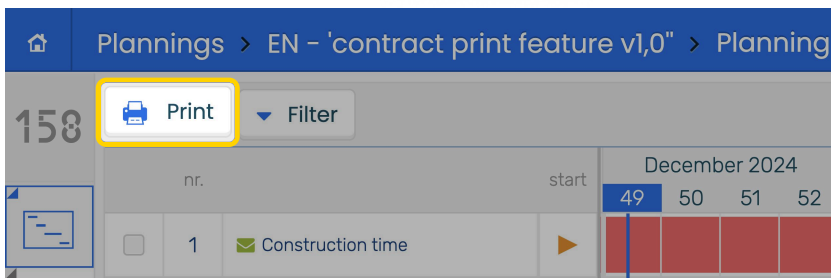 Plannings > EN - 'contract print feature v1,0" > Planning
158
Print
Filter
nr.
start
December 2024
49 50 51 52
1 Construction time